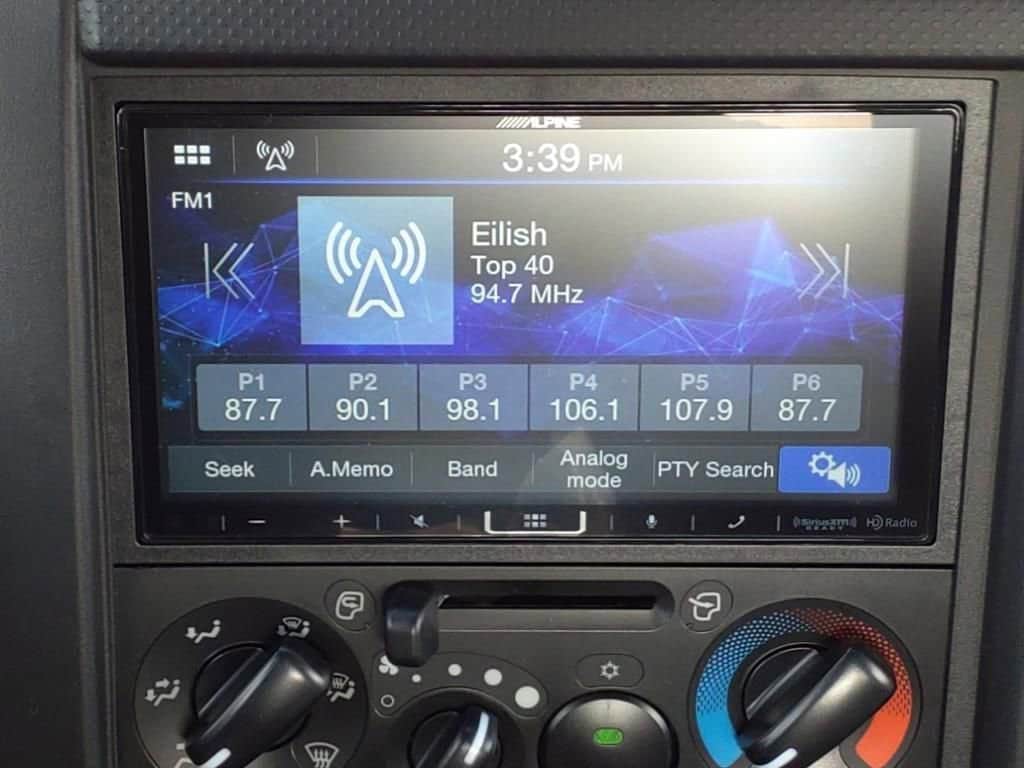 ALPINE
3:39 PM
FM1
Eilish
Top 40
94.7 MHz
P1 P2 P3 P4 P5 P6
87.7 90.1 98.1 106.1 107.9 87.7
Seek A.Memo Band Analog mode PTY Search
SiriusXM READY HD Radio